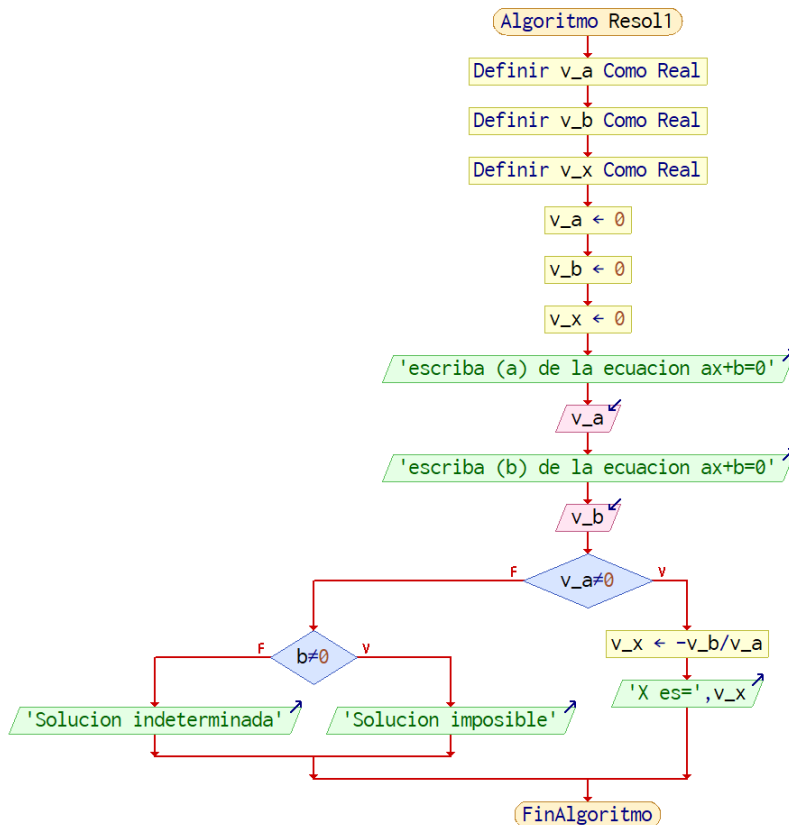 Algoritmo Resol1
Definir v_a Como Real
Definir v_b Como Real
Definir v_x Como Real
v_a ← 0
v_b ← 0
v_x ← 0
'escriba (a) de la ecuacion ax+b=0'
v_a
'escriba (b) de la ecuacion ax+b=0'
v_b
F
v_a≠0
V
F
b≠0
V
v_x ← -v_b/v_a
'Solucion indeterminada'
'Solucion imposible'
'X es=',v_x
FinAlgoritmo